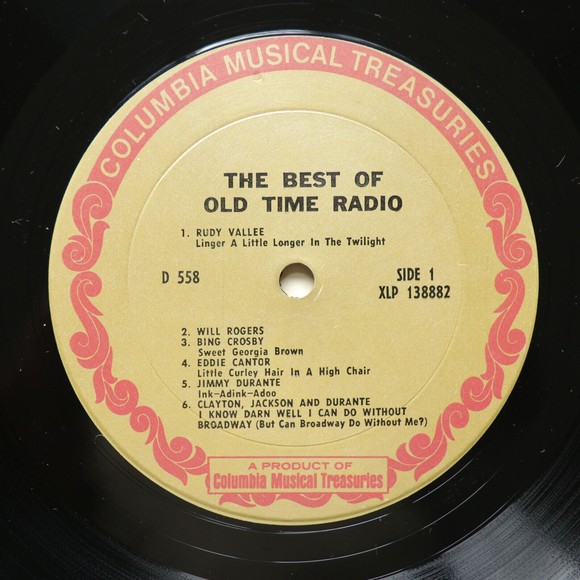 COLUMBIA MUSICAL TREASURIES
THE BEST OF
OLD TIME RADIO
1. RUDY VALLEE
Linger A Little Longer In The Twilight
D 558
SIDE 1
XLP 138882
2. WILL ROGERS
3. BING CROSBY
Sweet Georgia Brown
4. EDDIE CANTOR
Little Curley Hair In A High Chair
5. JIMMY DURANTE
Ink-Adink-Adoo
6. CLAYTON, JACKSON AND DURANTE
I KNOW DARN WELL I CAN DO WITHOUT
BROADWAY (But Can Broadway Do Without Me?)
A PRODUCT OF
Columbia Musical Treasuries